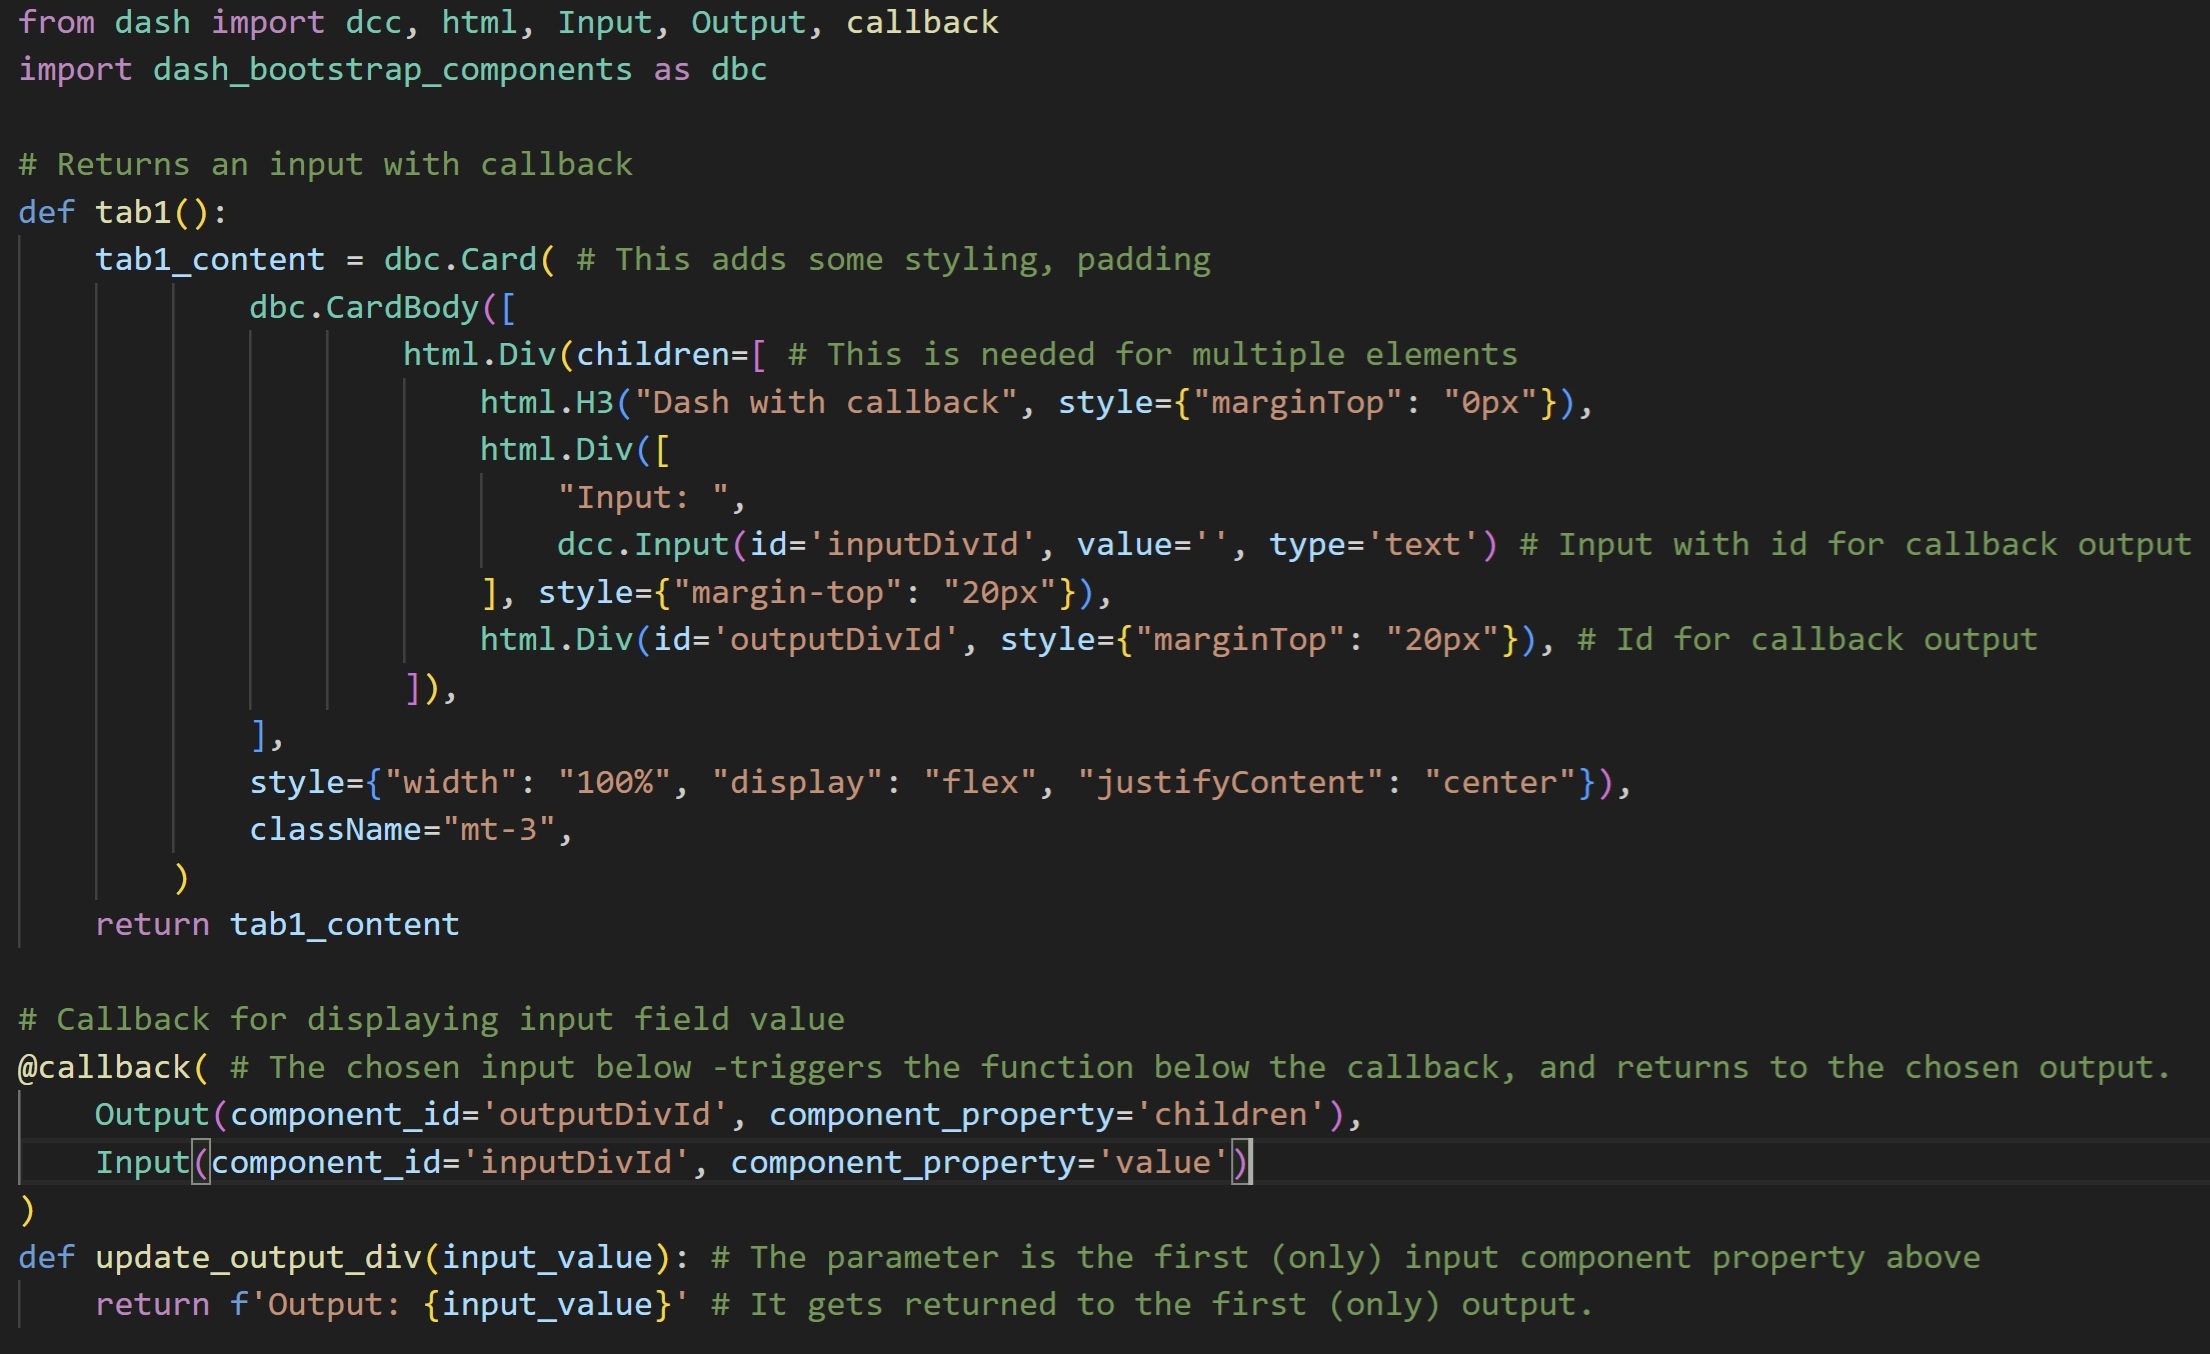 from dash import dcc, html, Input, Output, callback
import dash_bootstrap_components as dbc

# Returns an input with callback
def tab1():
    tab1_content = dbc.Card( # This adds some styling, padding
            dbc.CardBody([
                    html.Div(children=[ # This is needed for multiple elements
                        html.H3("Dash with callback", style={"marginTop": "0px"}),
                        html.Div([
                            "Input: ",
                            dcc.Input(id='inputDivId', value='', type='text') # Input with id for callback output
                        ], style={"margin-top": "20px"}),
                        html.Div(id='outputDivId', style={"marginTop": "20px"}), # Id for callback output
                    ]),
            ],
            style={"width": "100%", "display": "flex", "justifyContent": "center"}),
            className="mt-3",
        )
    return tab1_content

# Callback for displaying input field value
@callback( # The chosen input below -triggers the function below the callback, and returns to the chosen output.
    Output(component_id='outputDivId', component_property='children'),
    Input(component_id='inputDivId', component_property='value')
)
def update_output_div(input_value): # The parameter is the first (only) input component property above
    return f'Output: {input_value}' # It gets returned to the first (only) output.